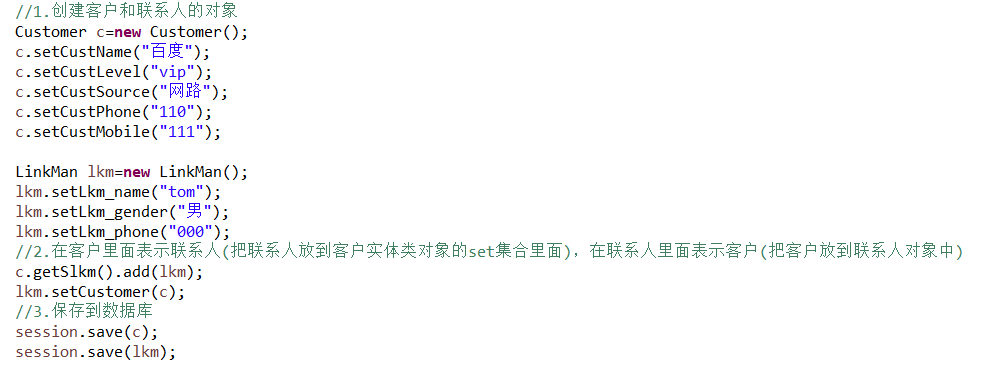 //1.创建客户和联系人的对象
Customer c=new Customer();
c.setCustName("百度");
c.setCustLevel("vip");
c.setCustSource("网路");
c.setCustPhone("110");
c.setCustMobile("111");
LinkMan lkm=new LinkMan();
lkm.setLkm_name("tom");
lkm.setLkm_gender("男");
lkm.setLkm_phone("000");
//2.在客户里面表示联系人(把联系人放到客户实体类对象的set集合里面)，在联系人里面表示客户(把客户放到联系人对象中)
c.getSlkm().add(lkm);
lkm.setCustomer(c);
//3.保存到数据库
session.save(c);
session.save(lkm);